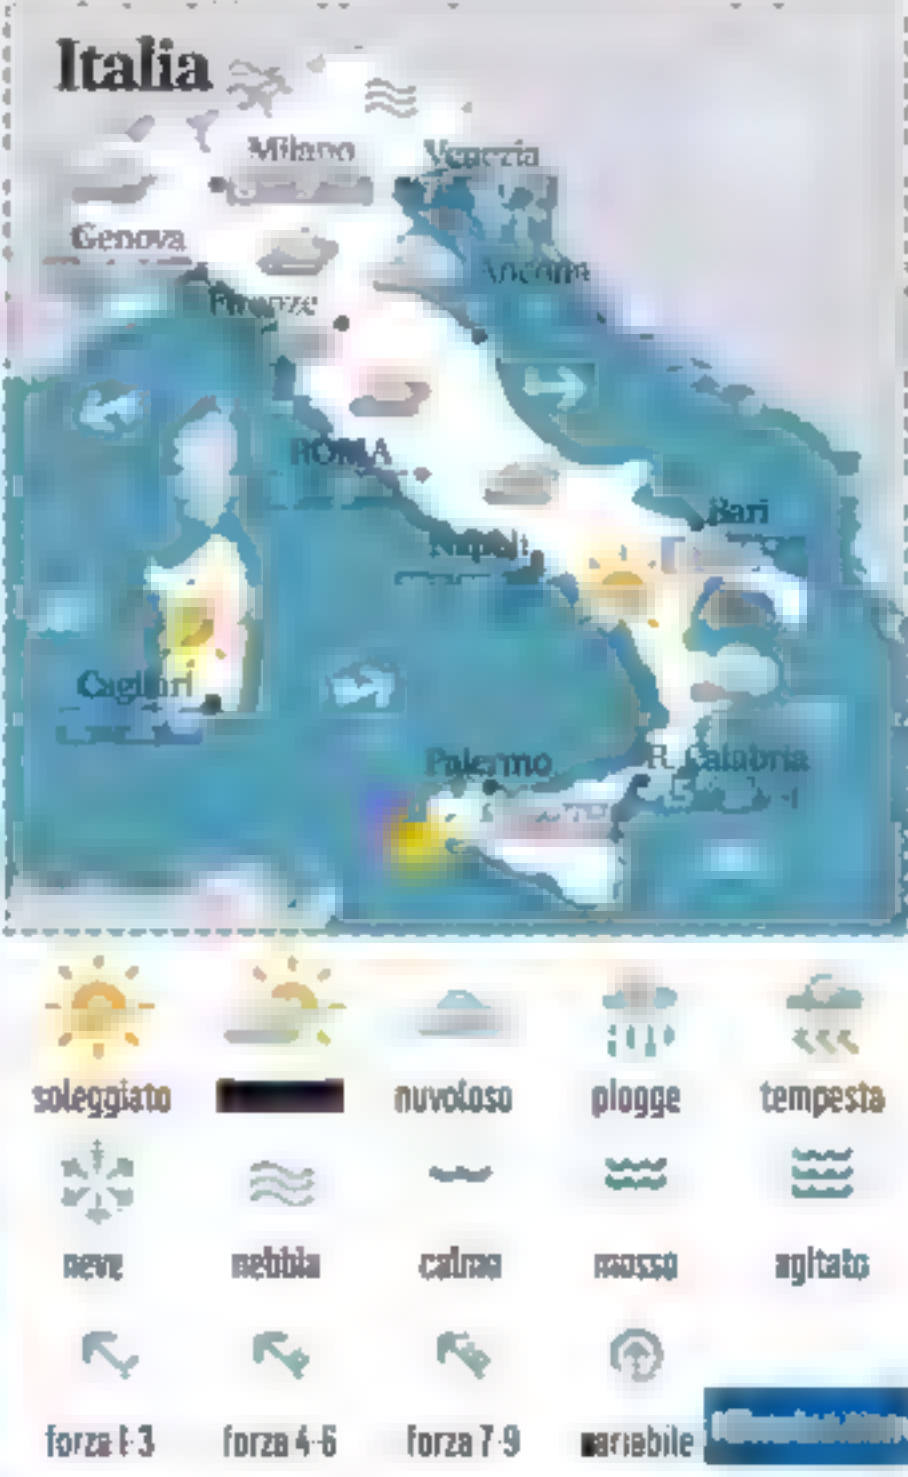 Italia
Milano
Venezia
Genova
Ancona
Firenze
ROMA
Bari
Napoli
Cagliari
Palermo
R. Calabria
soleggiato
nuvoloso
piogge
tempesta
neve
nebbia
calmo
mosso
agitato
forza 1-3
forza 4-6
forza 7-9
variabile